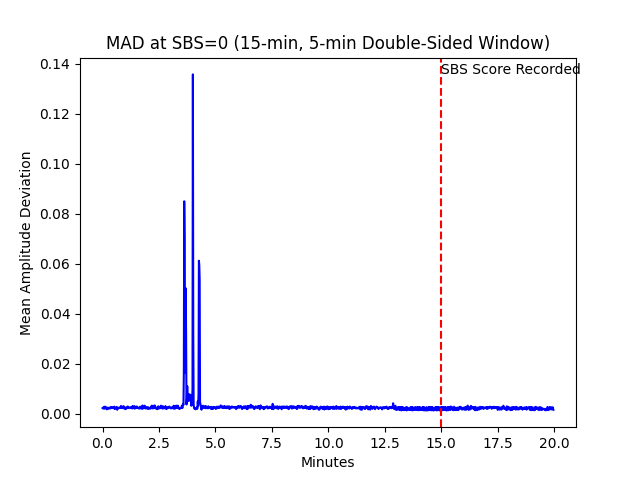 MAD at SBS=0 (15-min, 5-min Double-Sided Window)
0.14
SBS Score Recorded
0.12
0.10
0.08
0.06
0.04
0.02
0.00
Mean Amplitude Deviation
0.0 2.5 5.0 7.5 10.0 12.5 15.0 17.5 20.0
Minutes